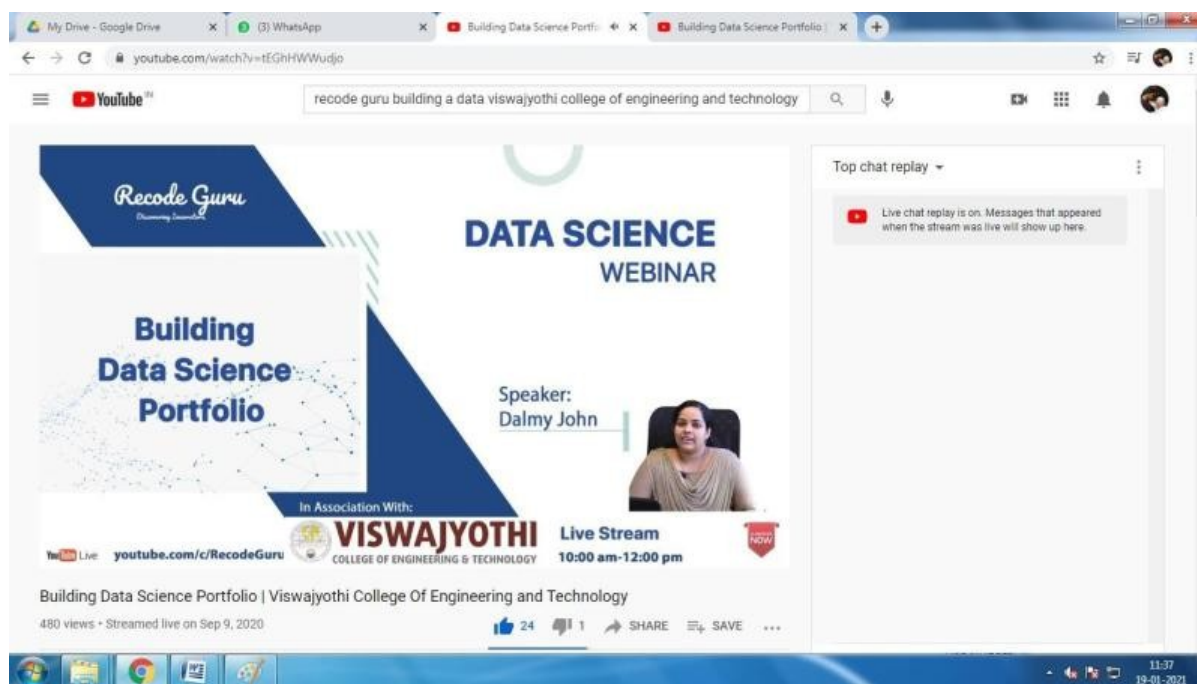 My Drive - Google Drive
(3) WhatsApp
Building Data Science Portfo
Building Data Science Portfolio |
youtube.com/watch?v=tEGhHWWudjo
YouTube IN
recode guru building a data viswajyothi college of engineering and technology
Recode Guru
DATA SCIENCE
WEBINAR
Building
Data Science
Portfolio
Speaker:
Dalmy John
In Association With:
VISWAJYOTHI
COLLEGE OF ENGINEERING & TECHNOLOGY
Live Stream
10:00 am-12:00 pm
NOW
YouTube Live youtube.com/c/RecodeGuru
Top chat replay
Live chat replay is on. Messages that appeared
when the stream was live will show up here.
Building Data Science Portfolio | Viswajyothi College Of Engineering and Technology
480 views • Streamed live on Sep 9, 2020
24 1 SHARE SAVE ...
11:37
19-01-2021